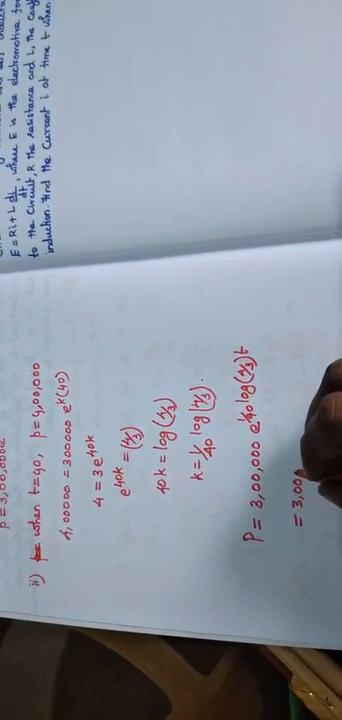 P = 3,00,000e
ii) when t=40, p=4,00,000
4,00000 = 300000 e^k(40)
4 = 3e^40k
e^40k = (4/3)
40k = log (4/3)
k = 1/40 log (4/3).
P = 3,00,000 e^1/40 log(4/3)t
= 3,00
E = Ri + L di/dt, where E is the electromotive for
to the Circuit, R the resistance and L, the Coeff
induction. Find the Current i at time t when